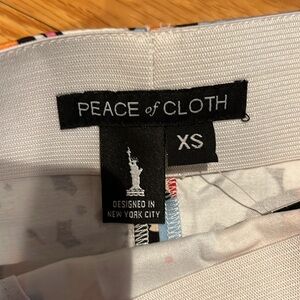 PEACE of CLOTH
XS
DESIGNED IN
NEW YORK CITY